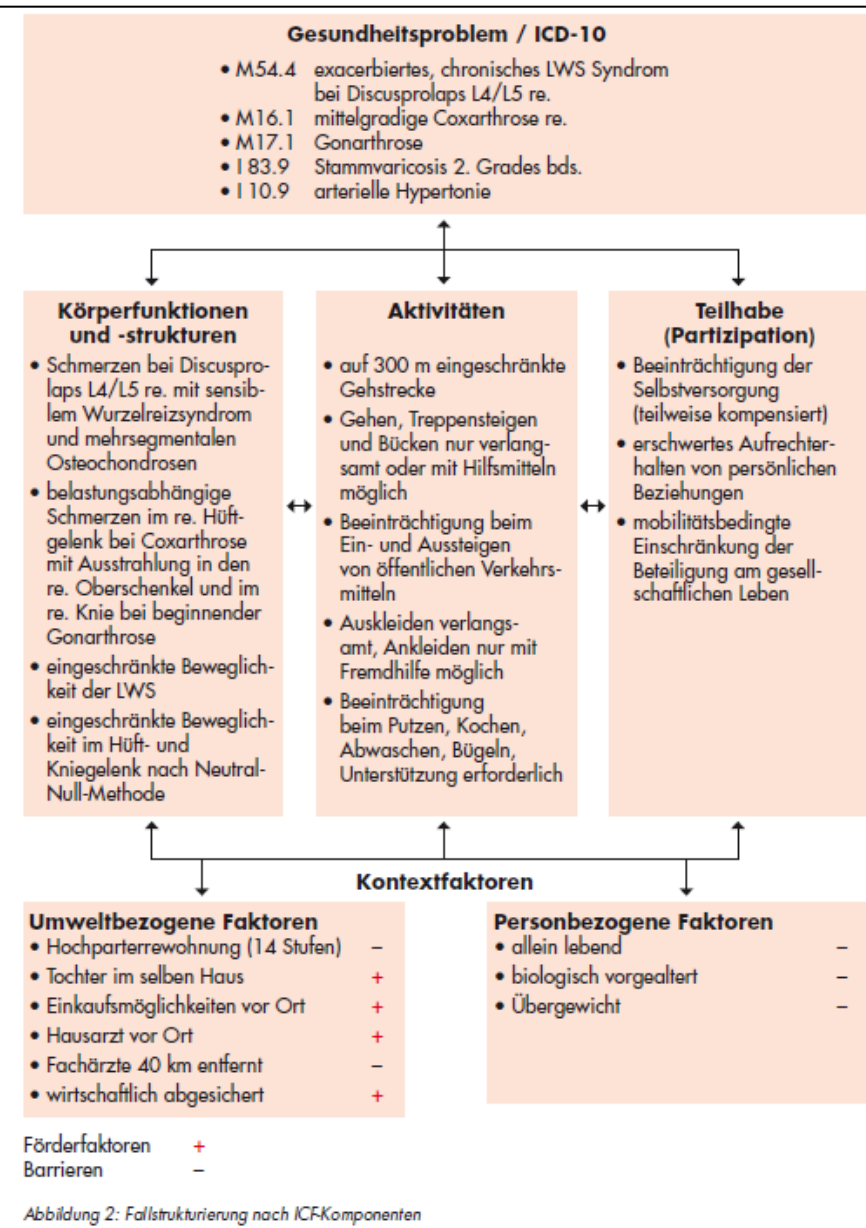 Gesundheitsproblem / ICD-10
• M54.4 exacerbiertes, chronisches LWS Syndrom
bei Discusprolaps L4/L5 re.
• M16.1 mittelgradige Coxarthrose re.
• M17.1 Gonarthrose
• I 83.9 Stammvaricosis 2. Grades bds.
• I 10.9 arterielle Hypertonie
Körperfunktionen
und -strukturen
• Schmerzen bei Discuspro-
laps L4/L5 re. mit sensib-
lem Wurzelreizsyndrom
und mehrsegmentalen
Osteochondrosen
• belastungsabhängige
Schmerzen im re. Hüft-
gelenk bei Coxarthrose
mit Ausstrahlung in den
re. Oberschenkel und im
re. Knie bei beginnender
Gonarthrose
• eingeschränkte Beweglich-
keit der LWS
• eingeschränkte Beweglich-
keit im Hüft- und
Kniegelenk nach Neutral-
Null-Methode
Aktivitäten
• auf 300 m eingeschränkte
Gehstrecke
• Gehen, Treppensteigen
und Bücken nur verlang-
samt oder mit Hilfsmitteln
möglich
• Beeinträchtigung beim
Ein- und Aussteigen
von öffentlichen Verkehrs-
mitteln
• Auskleiden verlangs-
amt, Ankleiden nur mit
Fremdhilfe möglich
• Beeinträchtigung
beim Putzen, Kochen,
Abwaschen, Bügeln,
Unterstützung erforderlich
Teilhabe
(Partizipation)
• Beeinträchtigung der
Selbstversorgung
(teilweise kompensiert)
• erschwertes Aufrechter-
halten von persönlichen
Beziehungen
• mobilitätsbedingte
Einschränkung der
Beteiligung am gesell-
schaftlichen Leben
Kontextfaktoren
Umweltbezogene Faktoren
• Hochparterrewohnung (14 Stufen) –
• Tochter im selben Haus +
• Einkaufsmöglichkeiten vor Ort +
• Hausarzt vor Ort +
• Fachärzte 40 km entfernt –
• wirtschaftlich abgesichert +
Personbezogene Faktoren
• allein lebend –
• biologisch vorgealtert –
• Übergewicht –
Förderfaktoren +
Barrieren –
Abbildung 2: Fallstrukturierung nach ICF-Komponenten